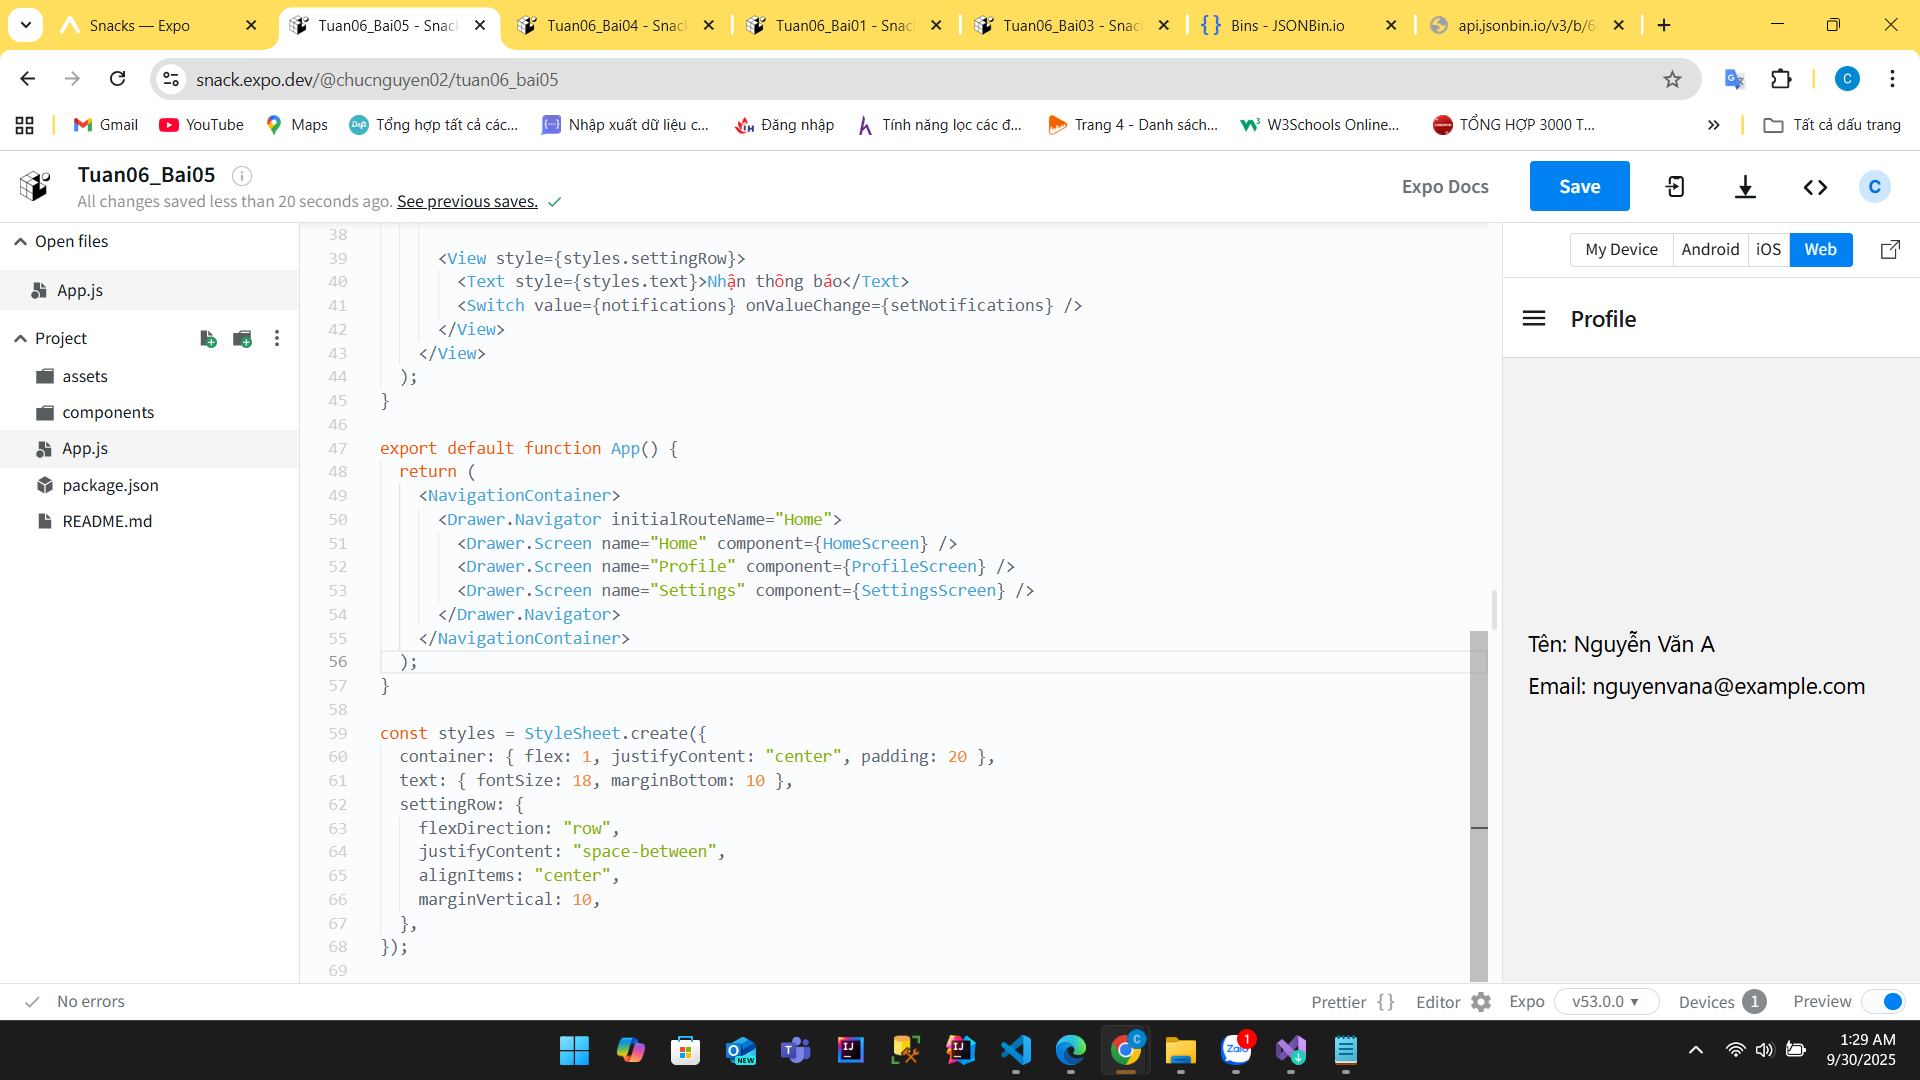 Snacks — Expo
Tuan06_Bai05 - Snac
Tuan06_Bai04 - Snack
Tuan06_Bai01 - Snac
Tuan06_Bai03 - Snac
Bins - JSONBin.io
api.jsonbin.io/v3/b/6
snack.expo.dev/@chucnguyen02/tuan06_bai05
C
Gmail
YouTube
Maps
Tổng hợp tất cả các...
Nhập xuất dữ liệu c...
Đăng nhập
Tính năng lọc các đ...
Trang 4 - Danh sách...
W3Schools Online...
TỔNG HỢP 3000 T...
Tất cả dấu trang
Tuan06_Bai05
All changes saved less than 20 seconds ago. See previous saves.
Expo Docs
Save
C
Open files
App.js
Project
assets
components
App.js
package.json
README.md
38
39 <View style={styles.settingRow}>
40 <Text style={styles.text}>Nhận thông báo</Text>
41 <Switch value={notifications} onValueChange={setNotifications} />
42 </View>
43 </View>
44 );
45 }
46
47 export default function App() {
48 return (
49 <NavigationContainer>
50 <Drawer.Navigator initialRouteName="Home">
51 <Drawer.Screen name="Home" component={HomeScreen} />
52 <Drawer.Screen name="Profile" component={ProfileScreen} />
53 <Drawer.Screen name="Settings" component={SettingsScreen} />
54 </Drawer.Navigator>
55 </NavigationContainer>
56 );
57 }
58
59 const styles = StyleSheet.create({
60 container: { flex: 1, justifyContent: "center", padding: 20 },
61 text: { fontSize: 18, marginBottom: 10 },
62 settingRow: {
63 flexDirection: "row",
64 justifyContent: "space-between",
65 alignItems: "center",
66 marginVertical: 10,
67 },
68 });
69
My Device
Android
iOS
Web
Profile
Tên: Nguyễn Văn A
Email: nguyenvana@example.com
No errors
Prettier {}
Editor
Expo
v53.0.0
Devices 1
Preview
1:29 AM
9/30/2025